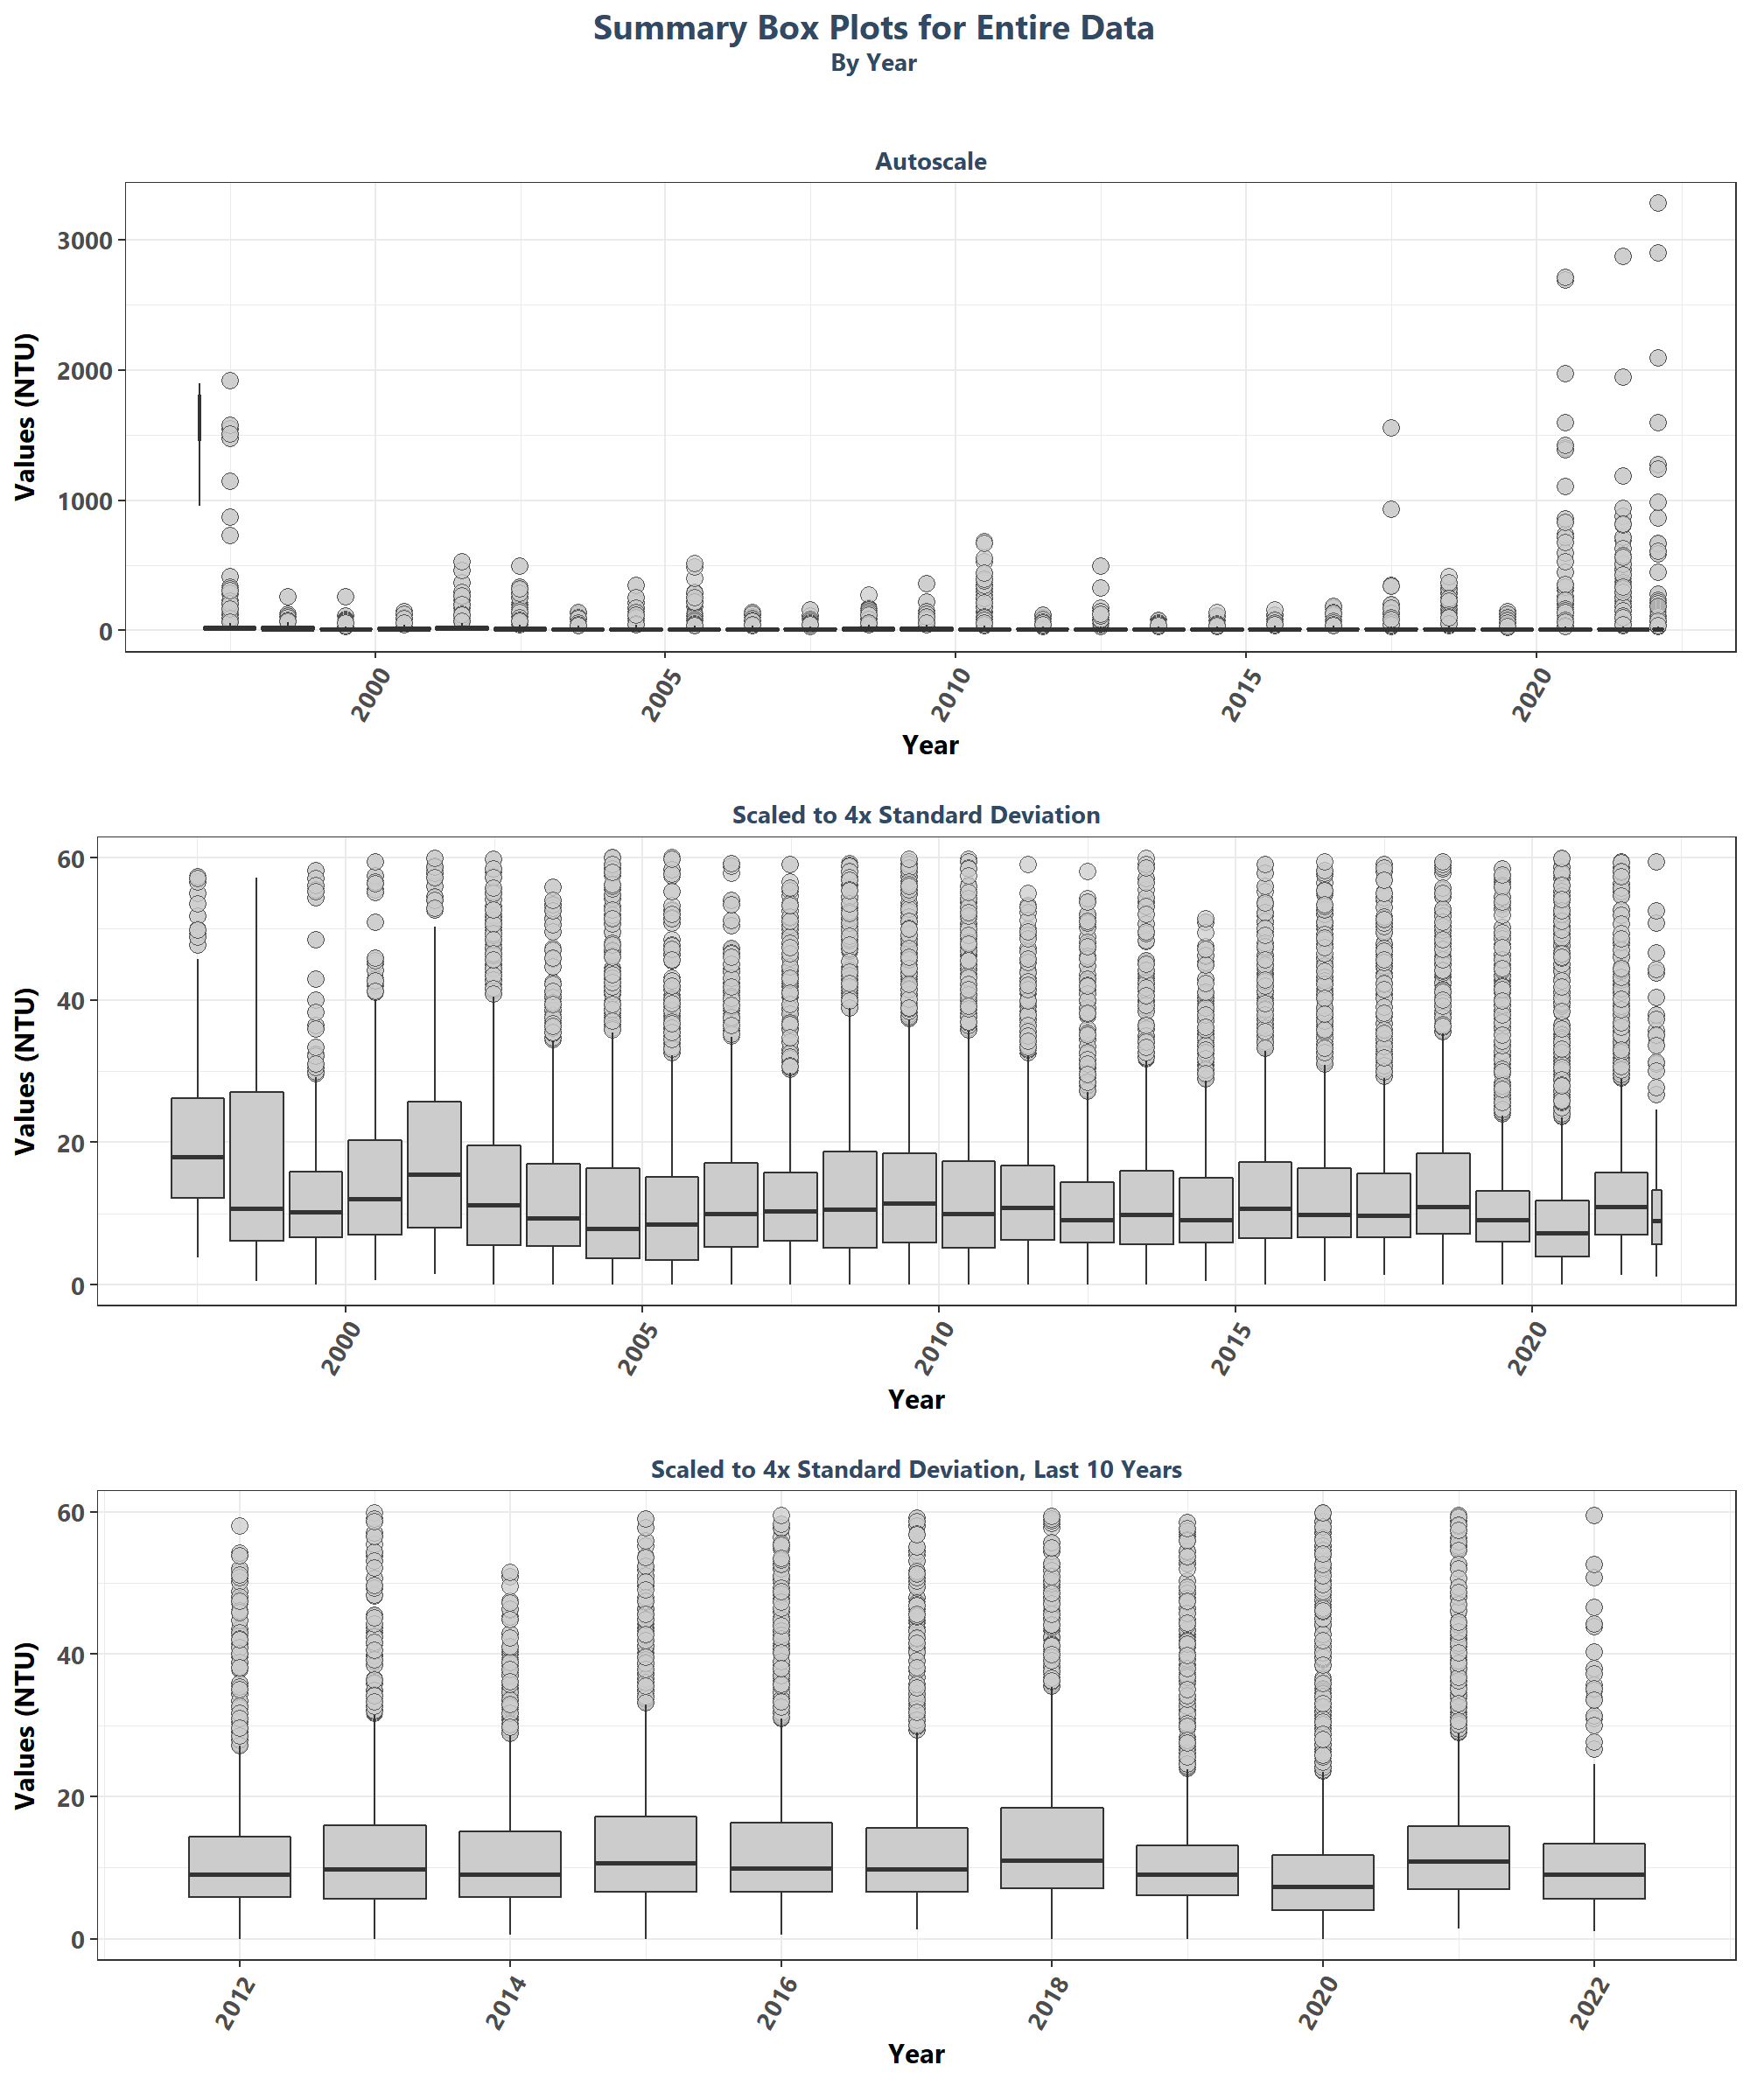 Summary Box Plots for Entire Data
By Year
Autoscale
Values (NTU)
3000
2000
1000
0
2000
2005
2010
2015
2020
Year
Scaled to 4x Standard Deviation
Values (NTU)
60
40
20
0
2000
2005
2010
2015
2020
Year
Scaled to 4x Standard Deviation, Last 10 Years
Values (NTU)
60
40
20
0
2012
2014
2016
2018
2020
2022
Year